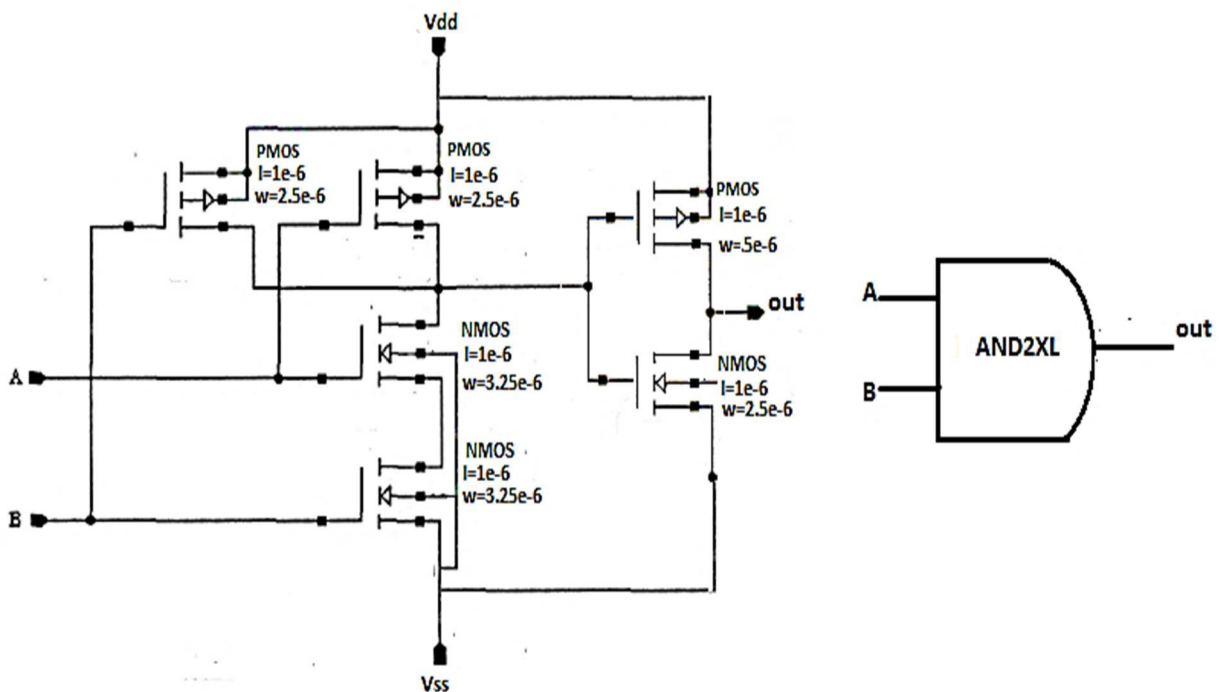 Vdd
PMOS
l=1e-6
w=2.5e-6
PMOS
l=1e-6
w=2.5e-6
PMOS
l=1e-6
w=.5e-6
out
NMOS
l=1e-6
w=3.25e-6
A
NMOS
l=1e-6
w=2.5e-6
NMOS
l=1e-6
w=3.25e-6
B
Vss
A
B
AND2XL
out